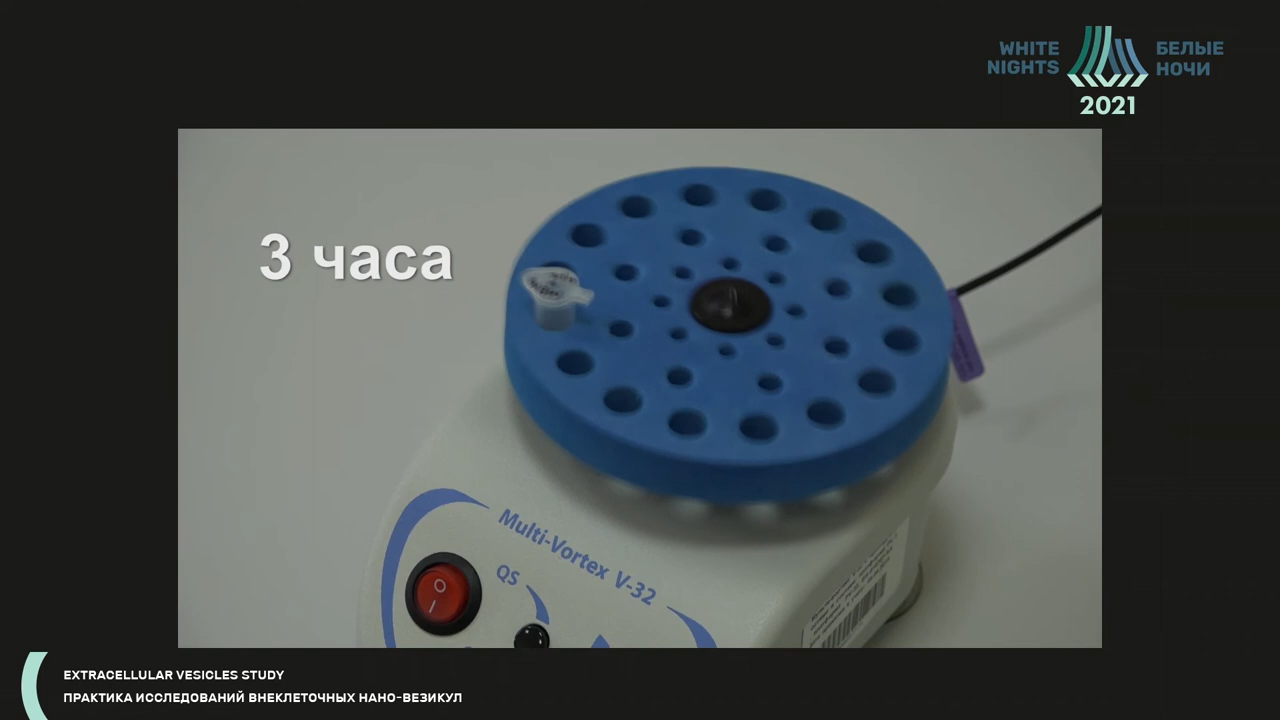 WHITE
NIGHTS
БЕЛЫЕ
НОЧИ
2021
3 часа
Multi-Vortex V-32
QS
EXTRACELLULAR VESICLES STUDY
ПРАКТИКА ИССЛЕДОВАНИЙ ВНЕКЛЕТОЧНЫХ НАНО-ВЕЗИКУЛ